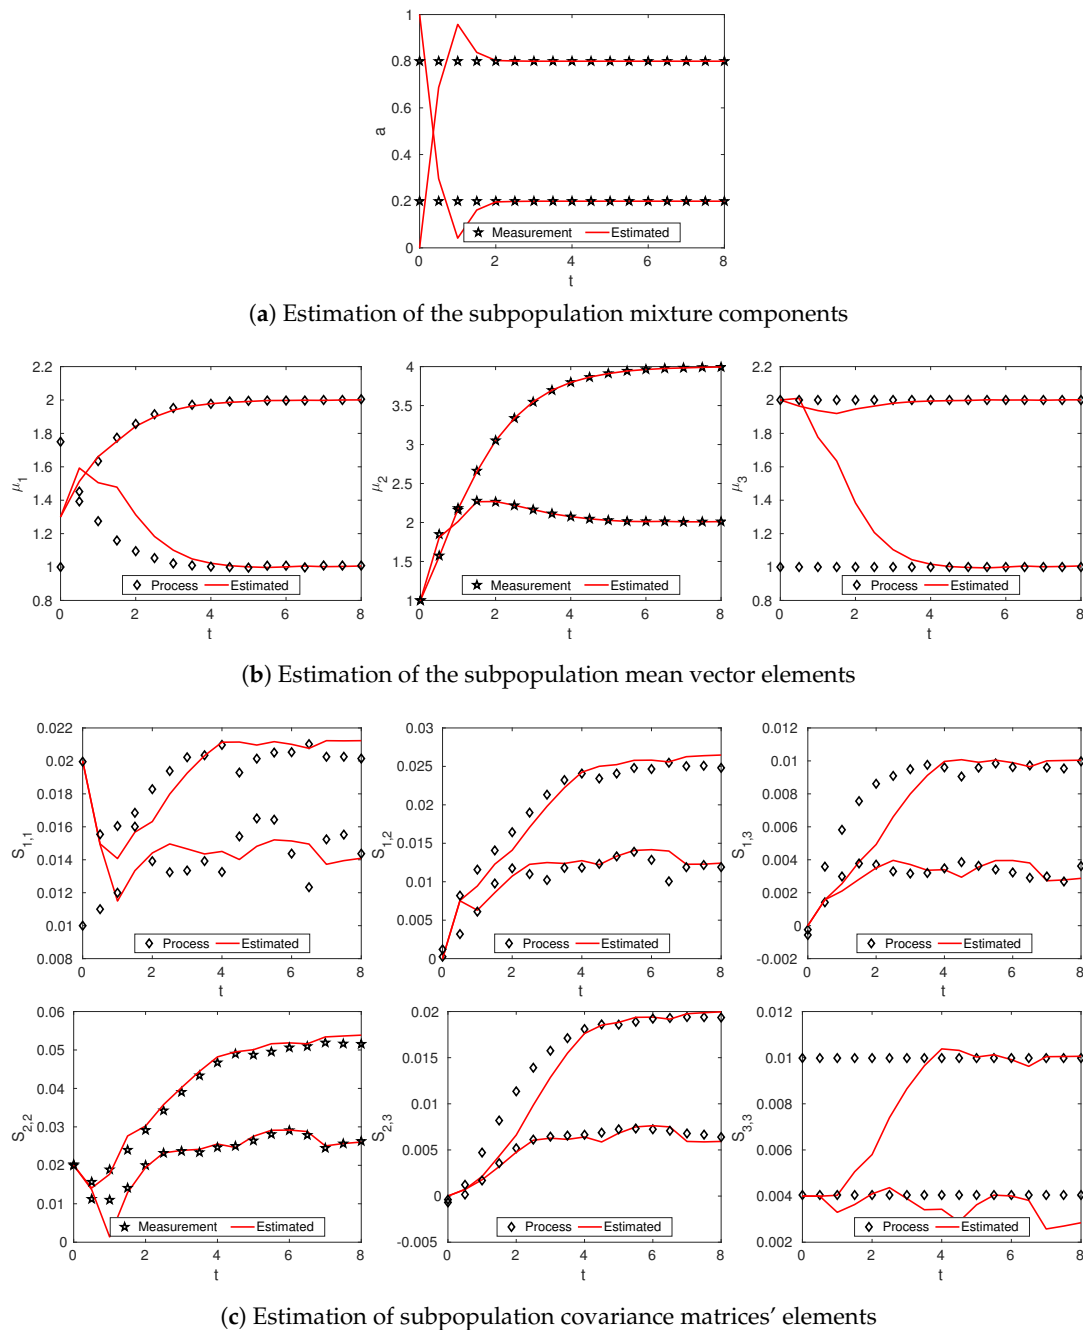 1
0.8
0.6
a
0.4
0.2
0
Measurement Estimated
0 2 4 6 8
t
(a) Estimation of the subpopulation mixture components
2.2
2
1.8
1.6
μ1
1.4
1.2
1
0.8
Process Estimated
0 2 4 6 8
t
4
3.5
3
2.5
μ2
2
1.5
1
Measurement Estimated
0 2 4 6 8
t
2.2
2
1.8
1.6
μ3
1.4
1.2
1
0.8
Process Estimated
0 2 4 6 8
t
(b) Estimation of the subpopulation mean vector elements
0.022
0.02
0.018
0.016
S1,1
0.014
0.012
0.01
0.008
Process Estimated
0 2 4 6 8
t
0.03
0.025
0.02
S1,2
0.015
0.01
0.005
0
Process Estimated
0 2 4 6 8
t
0.012
0.01
0.008
0.006
S1,3
0.004
0.002
0
-0.002
Process Estimated
0 2 4 6 8
t
0.06
0.05
0.04
S2,2
0.03
0.02
0.01
0
Measurement Estimated
0 2 4 6 8
t
0.02
0.015
0.01
S2,3
0.005
0
-0.005
Process Estimated
0 2 4 6 8
t
0.012
0.01
0.008
S3,3
0.006
0.004
0.002
Process Estimated
0 2 4 6 8
t
(c) Estimation of subpopulation covariance matrices' elements